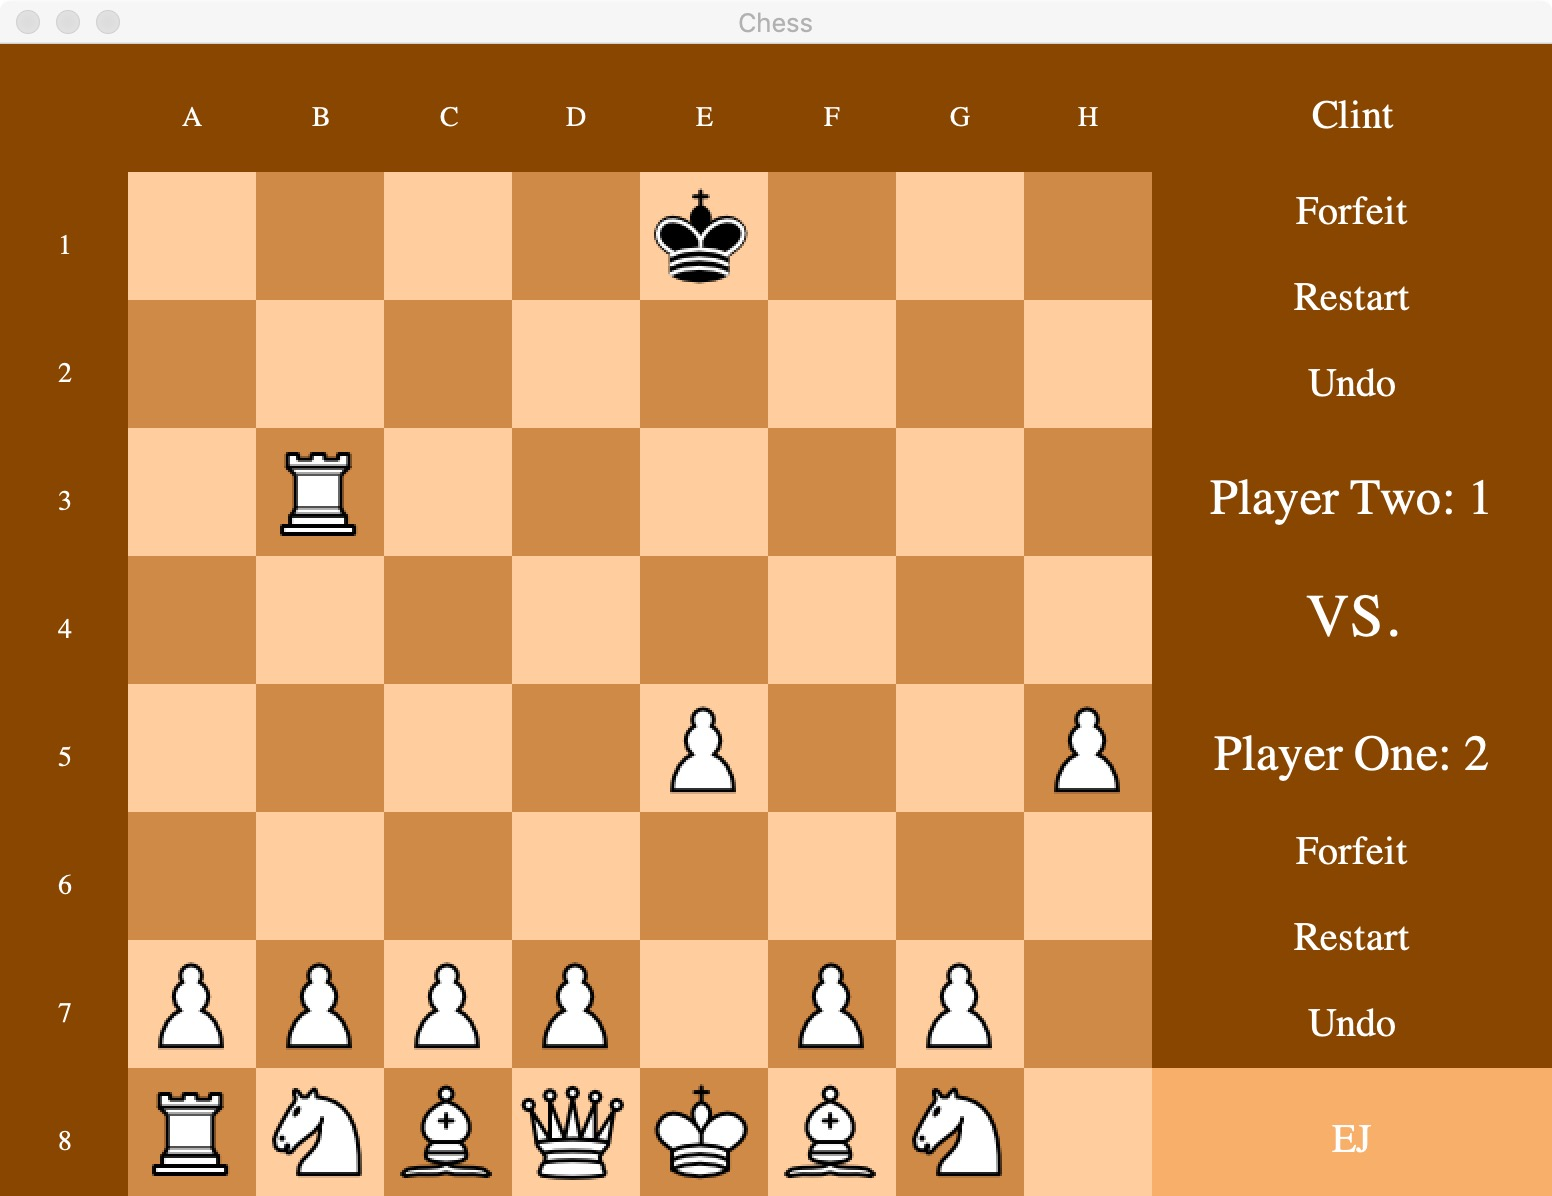 Chess
A B C D E F G H
Clint
1
Forfeit
Restart
2
Undo
3
Player Two: 1
4
VS.
5
Player One: 2
6
Forfeit
Restart
7
Undo
8
EJ